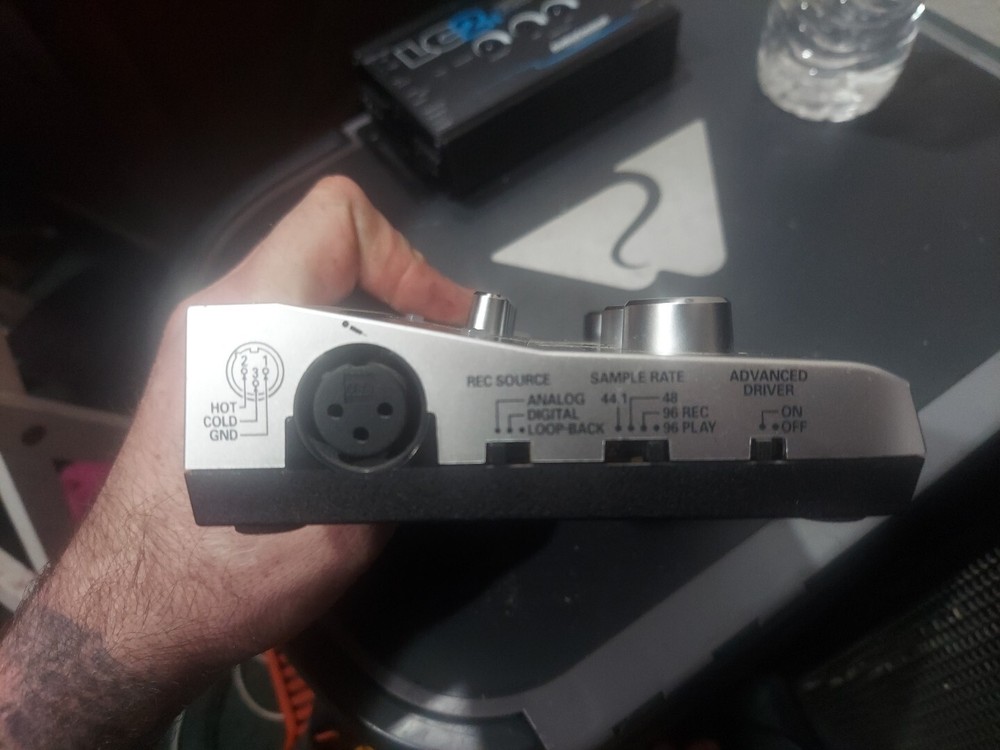 2 1
3
HOT
COLD
GND
REC SOURCE
ANALOG
DIGITAL
LOOP-BACK
SAMPLE RATE
44.1 48
96 REC
96 PLAY
ADVANCED
DRIVER
ON
OFF